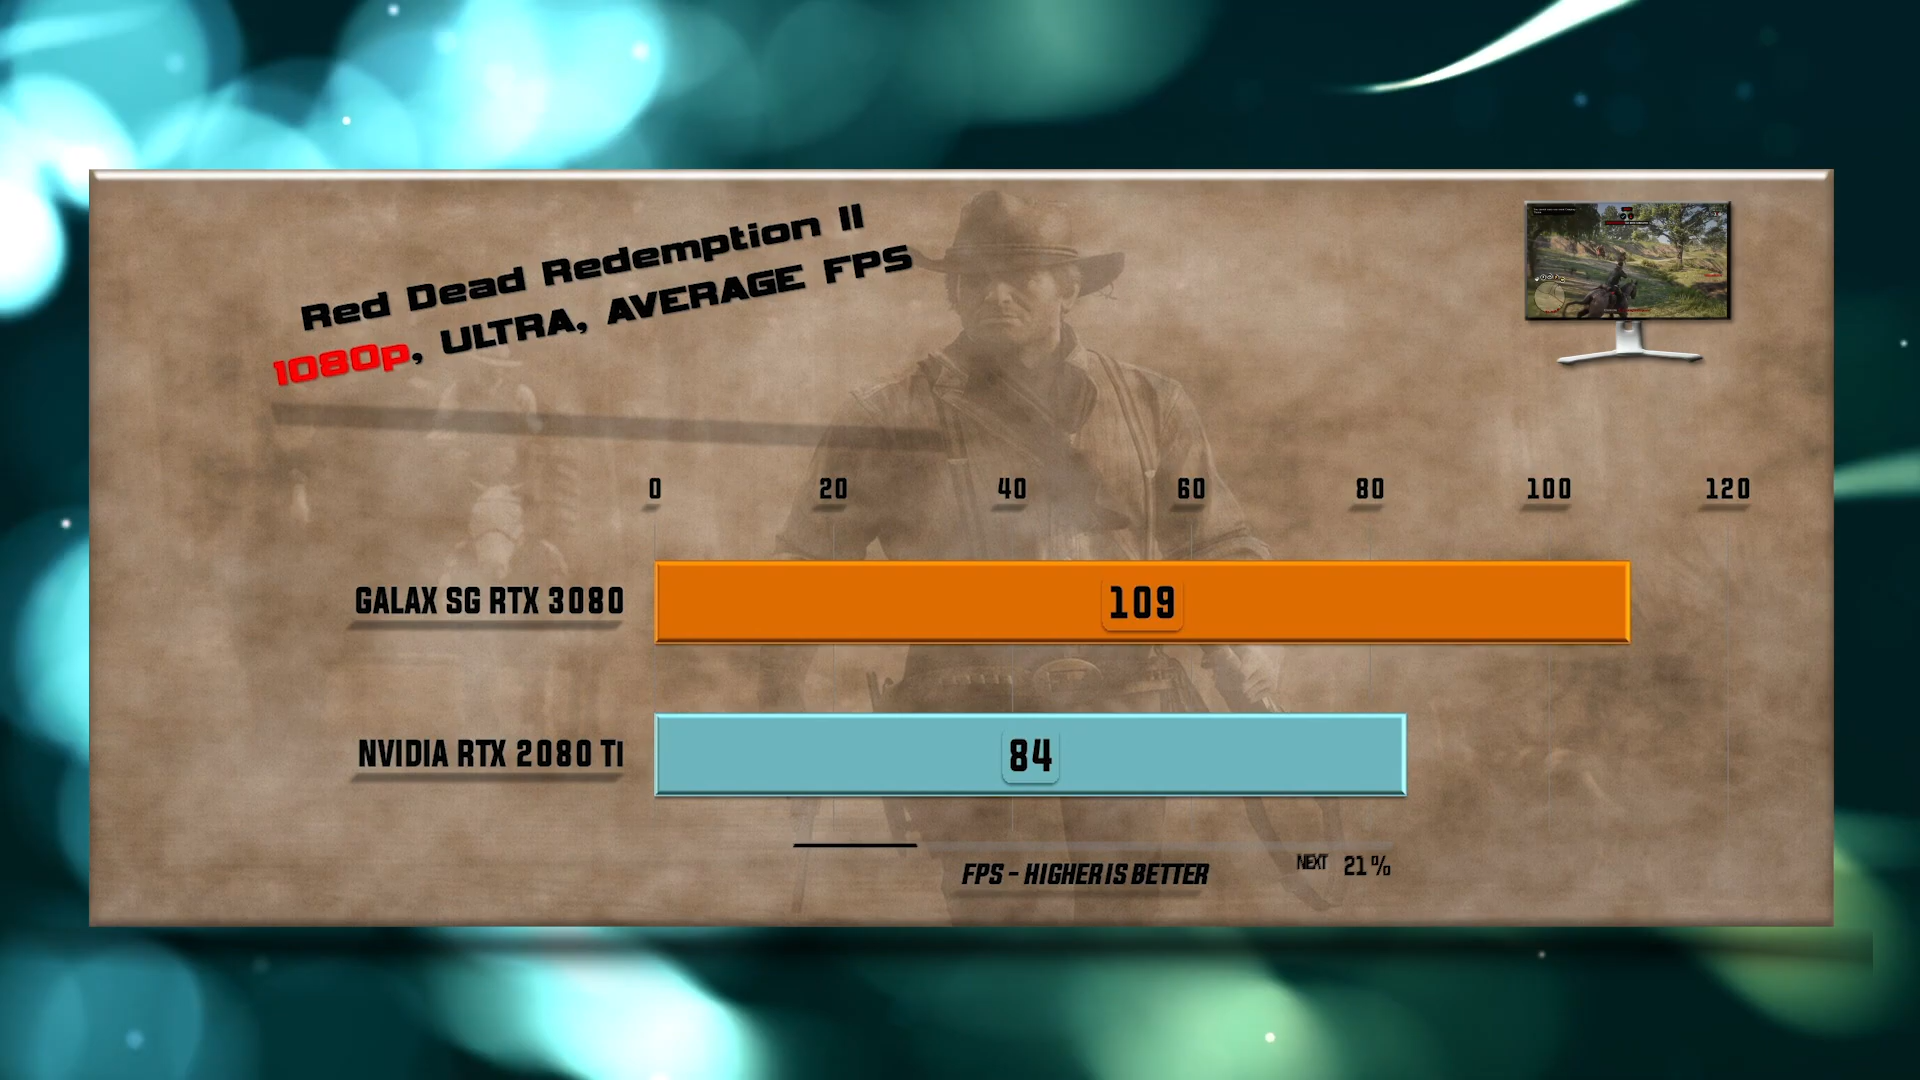 Red Dead Redemption II
1080p, ULTRA, AVERAGE FPS
0 20 40 60 80 100 120
GALAX SG RTX 3080 109
NVIDIA RTX 2080 TI 84
FPS - HIGHER IS BETTER
NEXT 21%